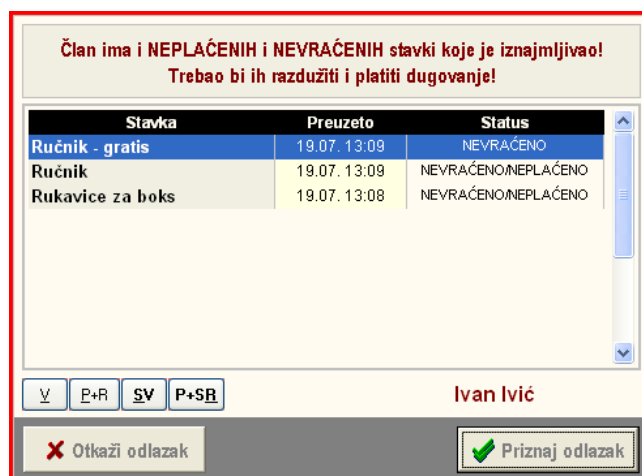 Član ima i NEPLAĆENIH i NEVRAĆENIH stavki koje je iznajmljivao!
Trebao bi ih razdužiti i platiti dugovanje!
Stavka Preuzeto Status
Ručnik - gratis 19.07. 13:09 NEVRAĆENO
Ručnik 19.07. 13:09 NEVRAĆENO/NEPLAĆENO
Rukavice za boks 19.07. 13:08 NEVRAĆENO/NEPLAĆENO
V P+R SV P+SR Ivan Ivić
Otkaži odlazak Priznaj odlazak